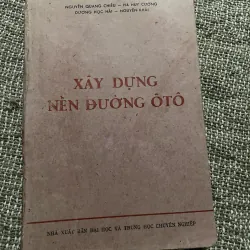 NGUYỄN QUANG CHIÊU - HÀ HUY CƯƠNG
DƯƠNG HỌC HẢI - NGUYỄN KHẢI
XÂY DỰNG
NỀN ĐƯỜNG ÔTÔ
NHÀ XUẤT BẢN ĐẠI HỌC VÀ TRUNG HỌC CHUYÊN NGHIỆP